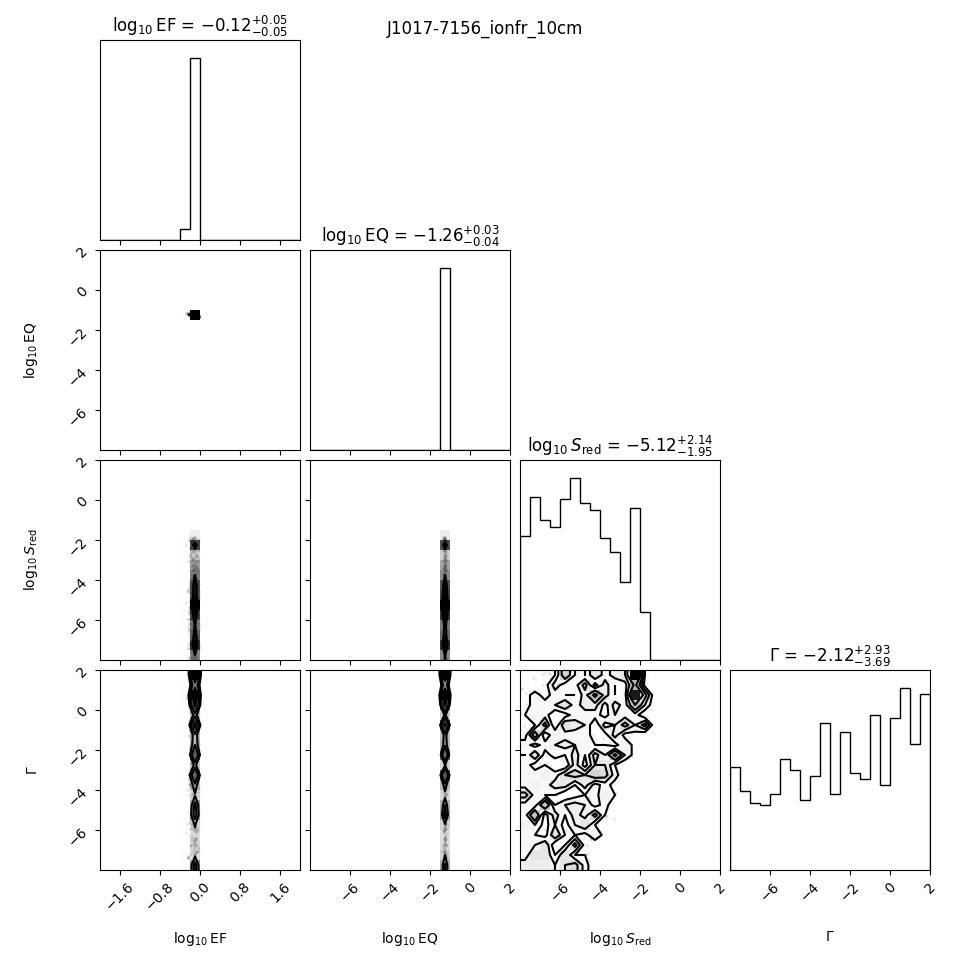 J1017-7156_ionfr_10cm
log₁₀ EF = −0.12⁺⁰·⁰⁵₋₀.₀₅
log₁₀ EQ = −1.26⁺⁰·⁰³₋₀.₀₄
2
0
−2
−4
−6
log₁₀ EQ
log₁₀ S_red = −5.12⁺²·¹⁴₋₁.₉₅
2
0
−2
−4
−6
log₁₀ S_red
Γ = −2.12⁺²·⁹³₋₃.₆₉
2
0
−2
−4
−6
Γ
−1.6 −0.8 0.0 0.8 1.6 −6 −4 −2 0 2 −6 −4 −2 0 2 −6 −4 −2 0 2
log₁₀ EF log₁₀ EQ log₁₀ S_red Γ